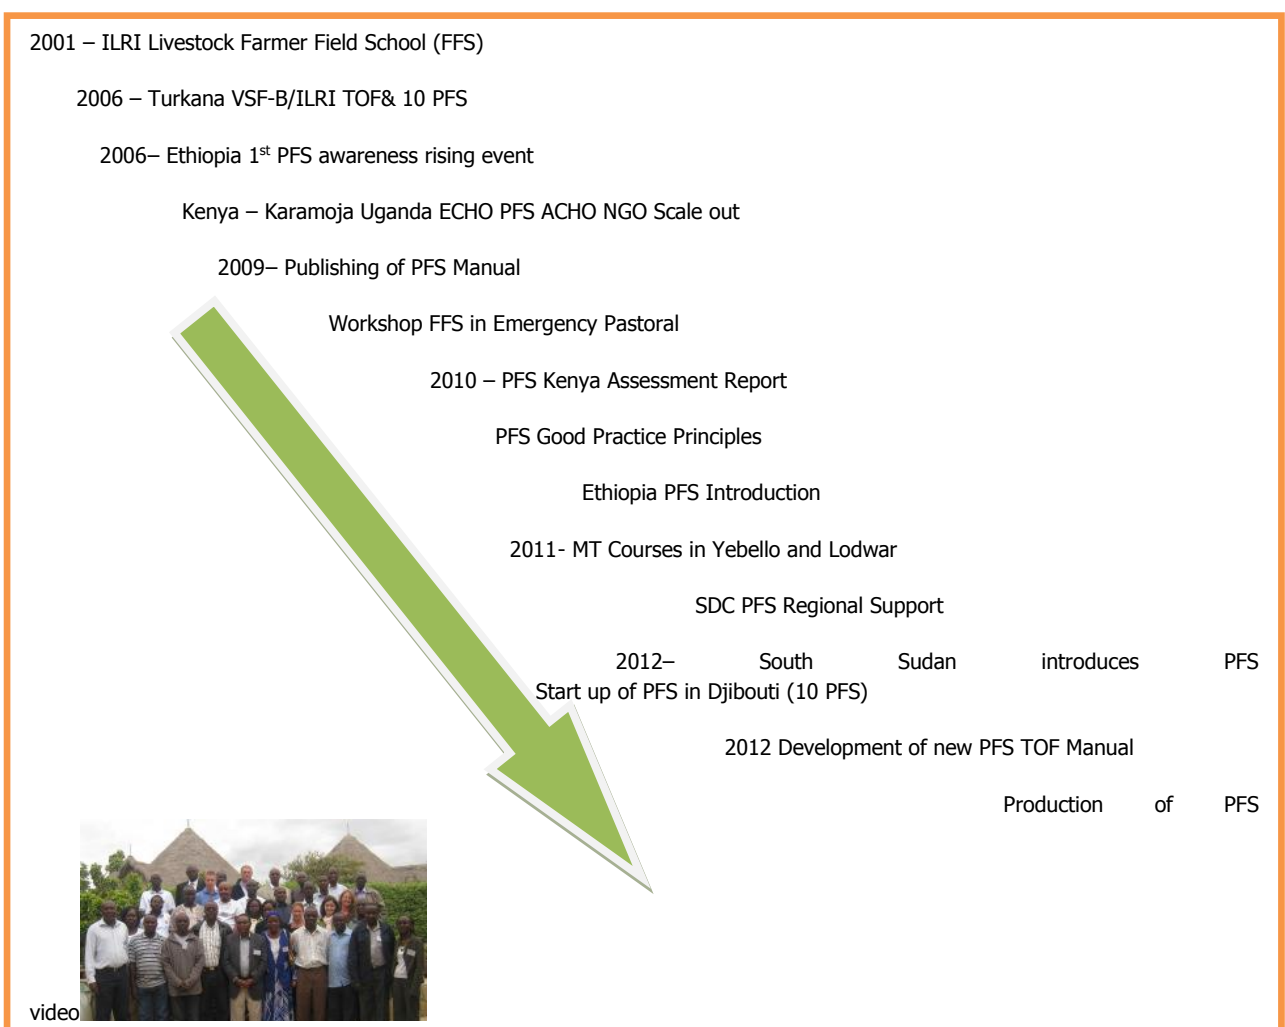 2001 – ILRI Livestock Farmer Field School (FFS)
2006 – Turkana VSF-B/ILRI TOF& 10 PFS
2006– Ethiopia 1st PFS awareness rising event
Kenya – Karamoja Uganda ECHO PFS ACHO NGO Scale out
2009– Publishing of PFS Manual
Workshop FFS in Emergency Pastoral
2010 – PFS Kenya Assessment Report
PFS Good Practice Principles
Ethiopia PFS Introduction
2011- MT Courses in Yebello and Lodwar
SDC PFS Regional Support
2012– South Sudan introduces PFS
Start up of PFS in Djibouti (10 PFS)
2012 Development of new PFS TOF Manual
Production of PFS
video